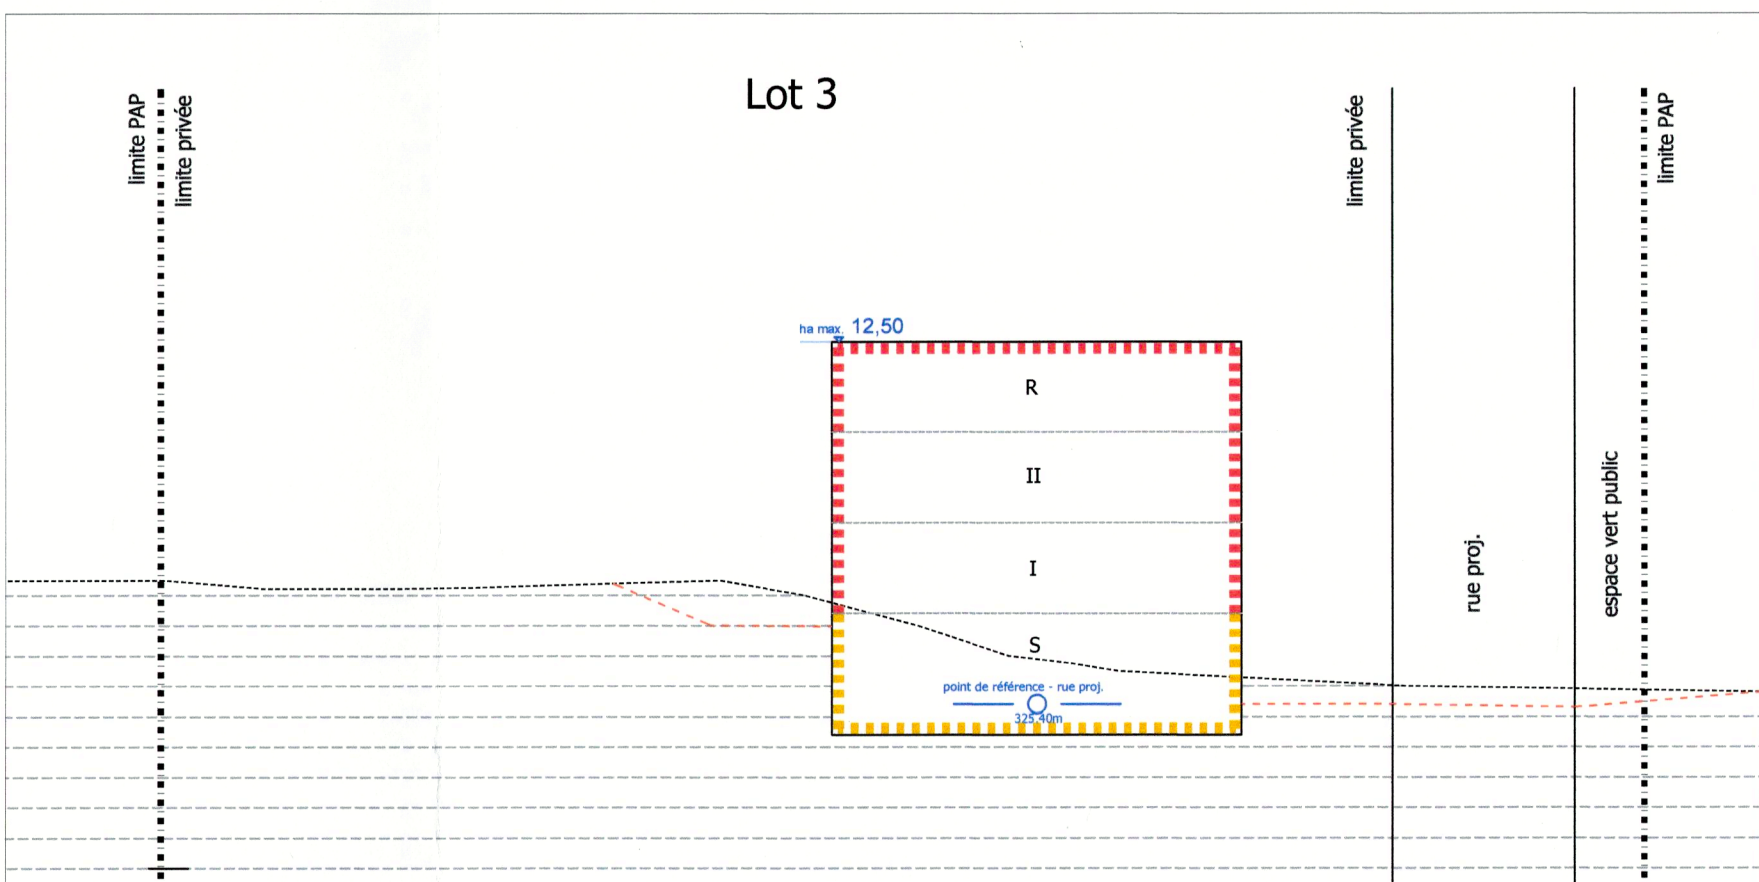 Lot 3
limite PAP
limite privée
limite privée
limite PAP
ha max. 12,50
R
II
I
S
point de référence - rue proj.
325.40m
rue proj.
espace vert public